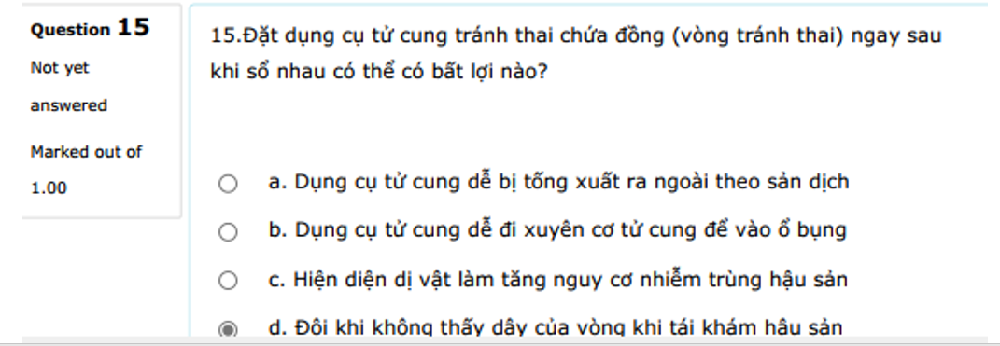 Question 15
Not yet
answered
Marked out of
1.00
15.Đặt dụng cụ tử cung tránh thai chứa đồng (vòng tránh thai) ngay sau
khi sổ nhau có thể có bất lợi nào?
a. Dụng cụ tử cung dễ bị tống xuất ra ngoài theo sản dịch
b. Dụng cụ tử cung dễ đi xuyên cơ tử cung để vào ổ bụng
c. Hiện diện dị vật làm tăng nguy cơ nhiễm trùng hậu sản
d. Đôi khi không thấy dây của vòng khi tái khám hậu sản